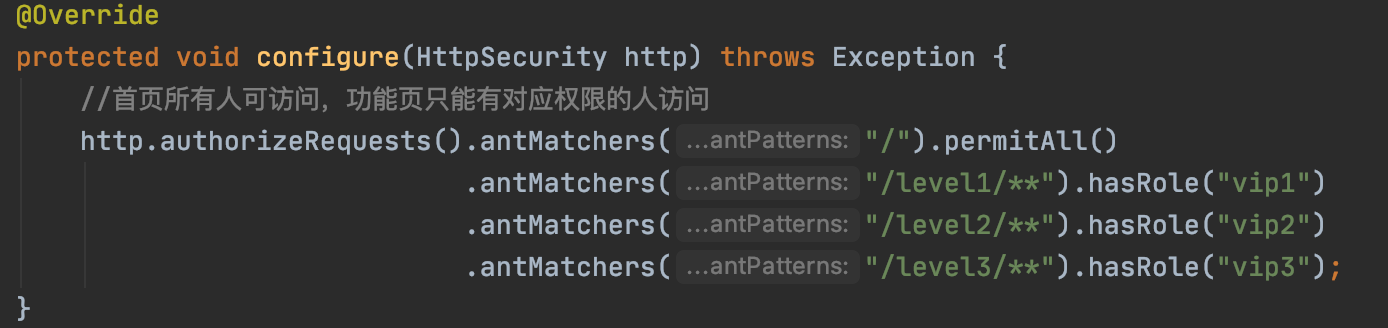 @Override
protected void configure(HttpSecurity http) throws Exception {
//首页所有人可访问，功能页只能有对应权限的人访问
http.authorizeRequests().antMatchers( ...antPatterns: "/").permitAll()
.antMatchers( ...antPatterns: "/level1/**").hasRole("vip1")
.antMatchers( ...antPatterns: "/level2/**").hasRole("vip2")
.antMatchers( ...antPatterns: "/level3/**").hasRole("vip3");
}